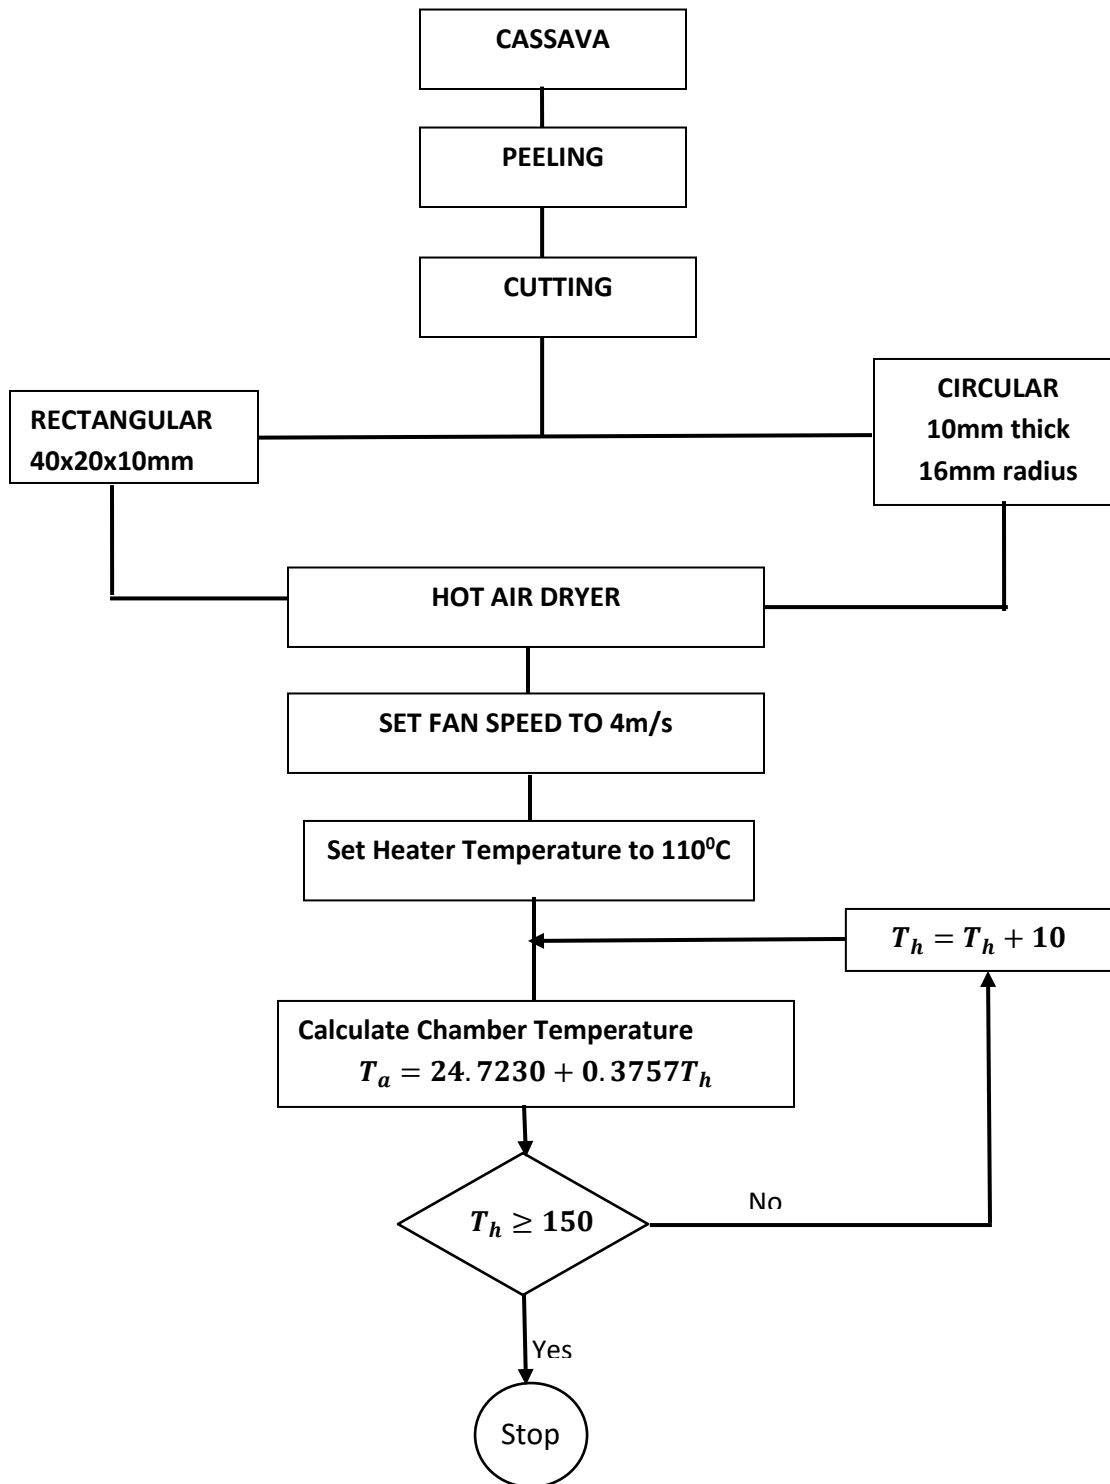 CASSAVA
PEELING
CUTTING
RECTANGULAR
40x20x10mm
CIRCULAR
10mm thick
16mm radius
HOT AIR DRYER
SET FAN SPEED TO 4m/s
Set Heater Temperature to 110⁰C
T_h = T_h + 10
Calculate Chamber Temperature
T_a = 24.7230 + 0.3757T_h
T_h ≥ 150
No
Yes
Stop